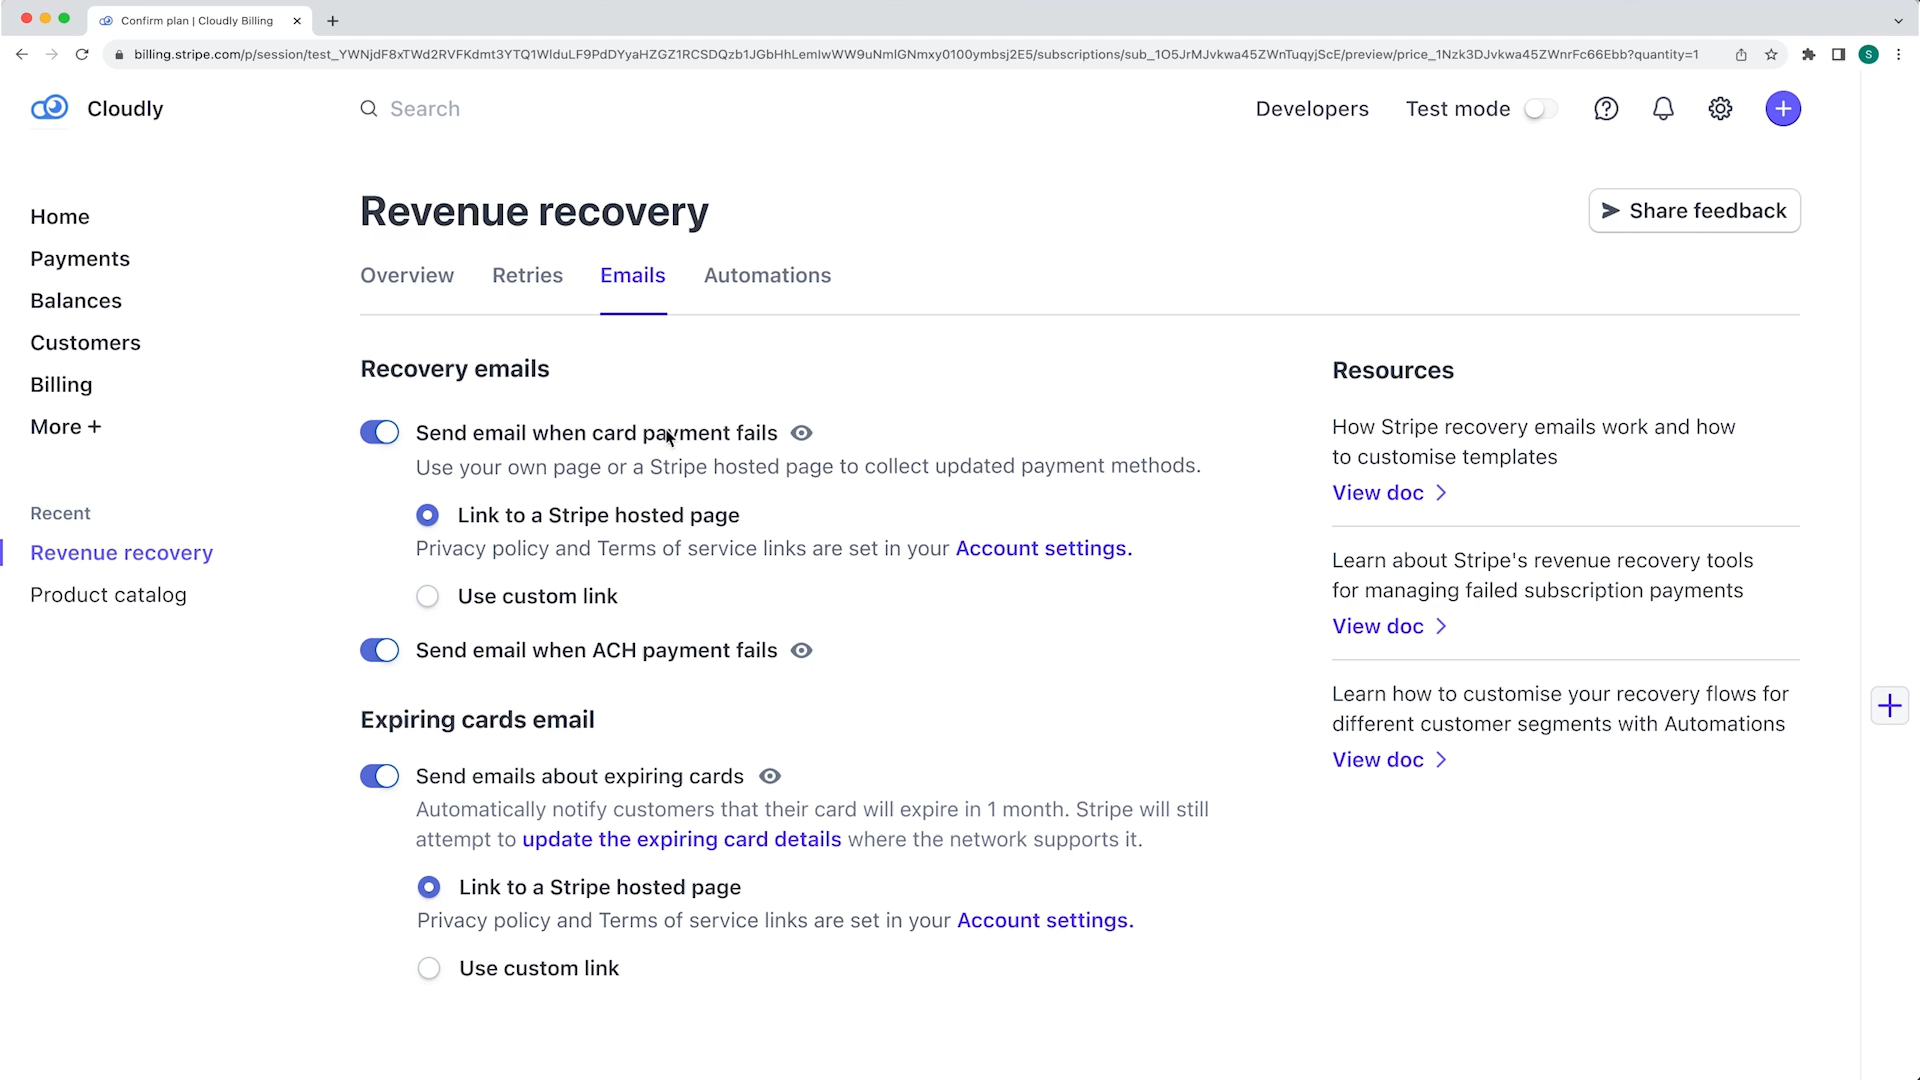 Confirm plan | Cloudly Billing
billing.stripe.com/p/session/test_YWNjdF8xTWd2RVFKdmt3YTQ1WlduLF9PdDYyaHZGZ1RCSDQzb1JGbHhLemIwWW9uNmlGNmxy0100ymbsj2E5/subscriptions/sub_1O5JrMJvkwa45ZWnTuqyjScE/preview/price_1Nzk3DJvkwa45ZWnrFc66Ebb?quantity=1
S
Cloudly
Search
Developers
Test mode
Home
Payments
Balances
Customers
Billing
More +
Recent
Revenue recovery
Product catalog
Revenue recovery
Share feedback
Overview
Retries
Emails
Automations
Recovery emails
Send email when card payment fails
Use your own page or a Stripe hosted page to collect updated payment methods.
Link to a Stripe hosted page
Privacy policy and Terms of service links are set in your Account settings.
Use custom link
Send email when ACH payment fails
Expiring cards email
Send emails about expiring cards
Automatically notify customers that their card will expire in 1 month. Stripe will still
attempt to update the expiring card details where the network supports it.
Link to a Stripe hosted page
Privacy policy and Terms of service links are set in your Account settings.
Use custom link
Resources
How Stripe recovery emails work and how
to customise templates
View doc
Learn about Stripe's revenue recovery tools
for managing failed subscription payments
View doc
Learn how to customise your recovery flows for
different customer segments with Automations
View doc